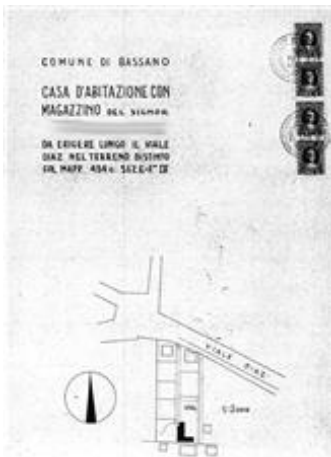 COMUNE DI BASSANO
CASA D'ABITAZIONE CON
MAGAZZINO DEL SIGNOR
DA ERIGERE LUNGO IL VIALE
DIAZ NEL TERRENO DISTINTO
MAPP.
VIALE DIAZ